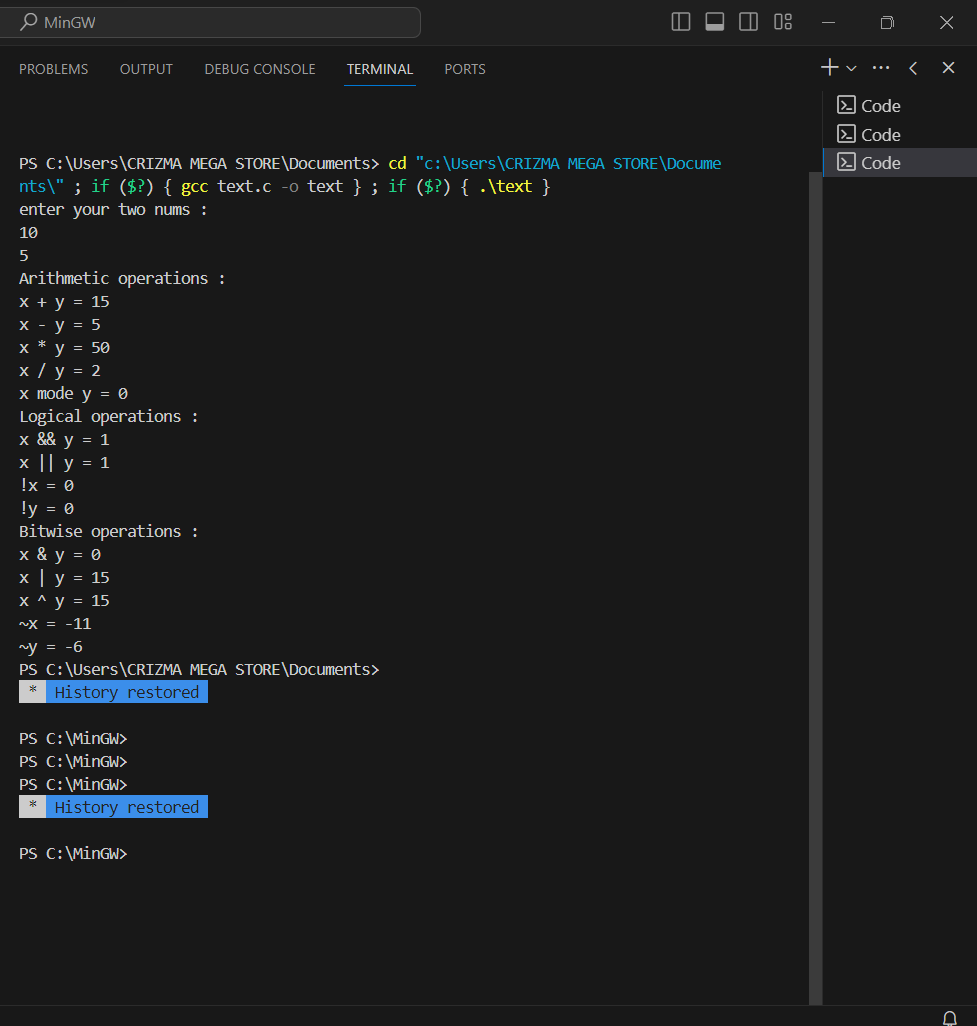 MinGW
PROBLEMS OUTPUT DEBUG CONSOLE TERMINAL PORTS
Code
Code
Code
PS C:\Users\CRIZMA MEGA STORE\Documents> cd "c:\Users\CRIZMA MEGA STORE\Docume
nts\" ; if ($?) { gcc text.c -o text } ; if ($?) { .\text }
enter your two nums :
10
5
Arithmetic operations :
x + y = 15
x - y = 5
x * y = 50
x / y = 2
x mode y = 0
Logical operations :
x && y = 1
x || y = 1
!x = 0
!y = 0
Bitwise operations :
x & y = 0
x | y = 15
x ^ y = 15
~x = -11
~y = -6
PS C:\Users\CRIZMA MEGA STORE\Documents>
* History restored
PS C:\MinGW>
PS C:\MinGW>
PS C:\MinGW>
* History restored
PS C:\MinGW>